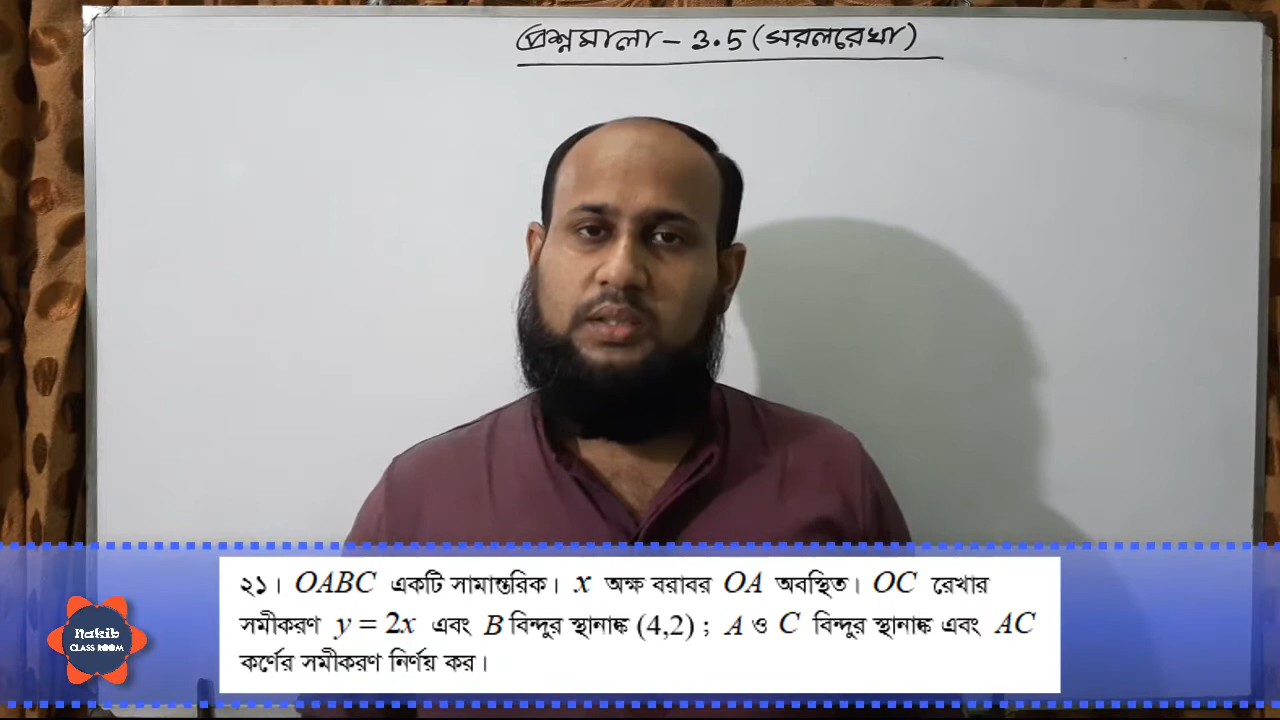 প্রশ্নমালা – 3.5 (সরলরেখা)
২১। OABC একটি সামান্তরিক। x অক্ষ বরাবর OA অবস্থিত। OC রেখার
সমীকরণ y = 2x এবং B বিন্দুর স্থানাঙ্ক (4,2) ; A ও C বিন্দুর স্থানাঙ্ক এবং AC
কর্ণের সমীকরণ নির্ণয় কর।
Nakib
CLASS ROOM